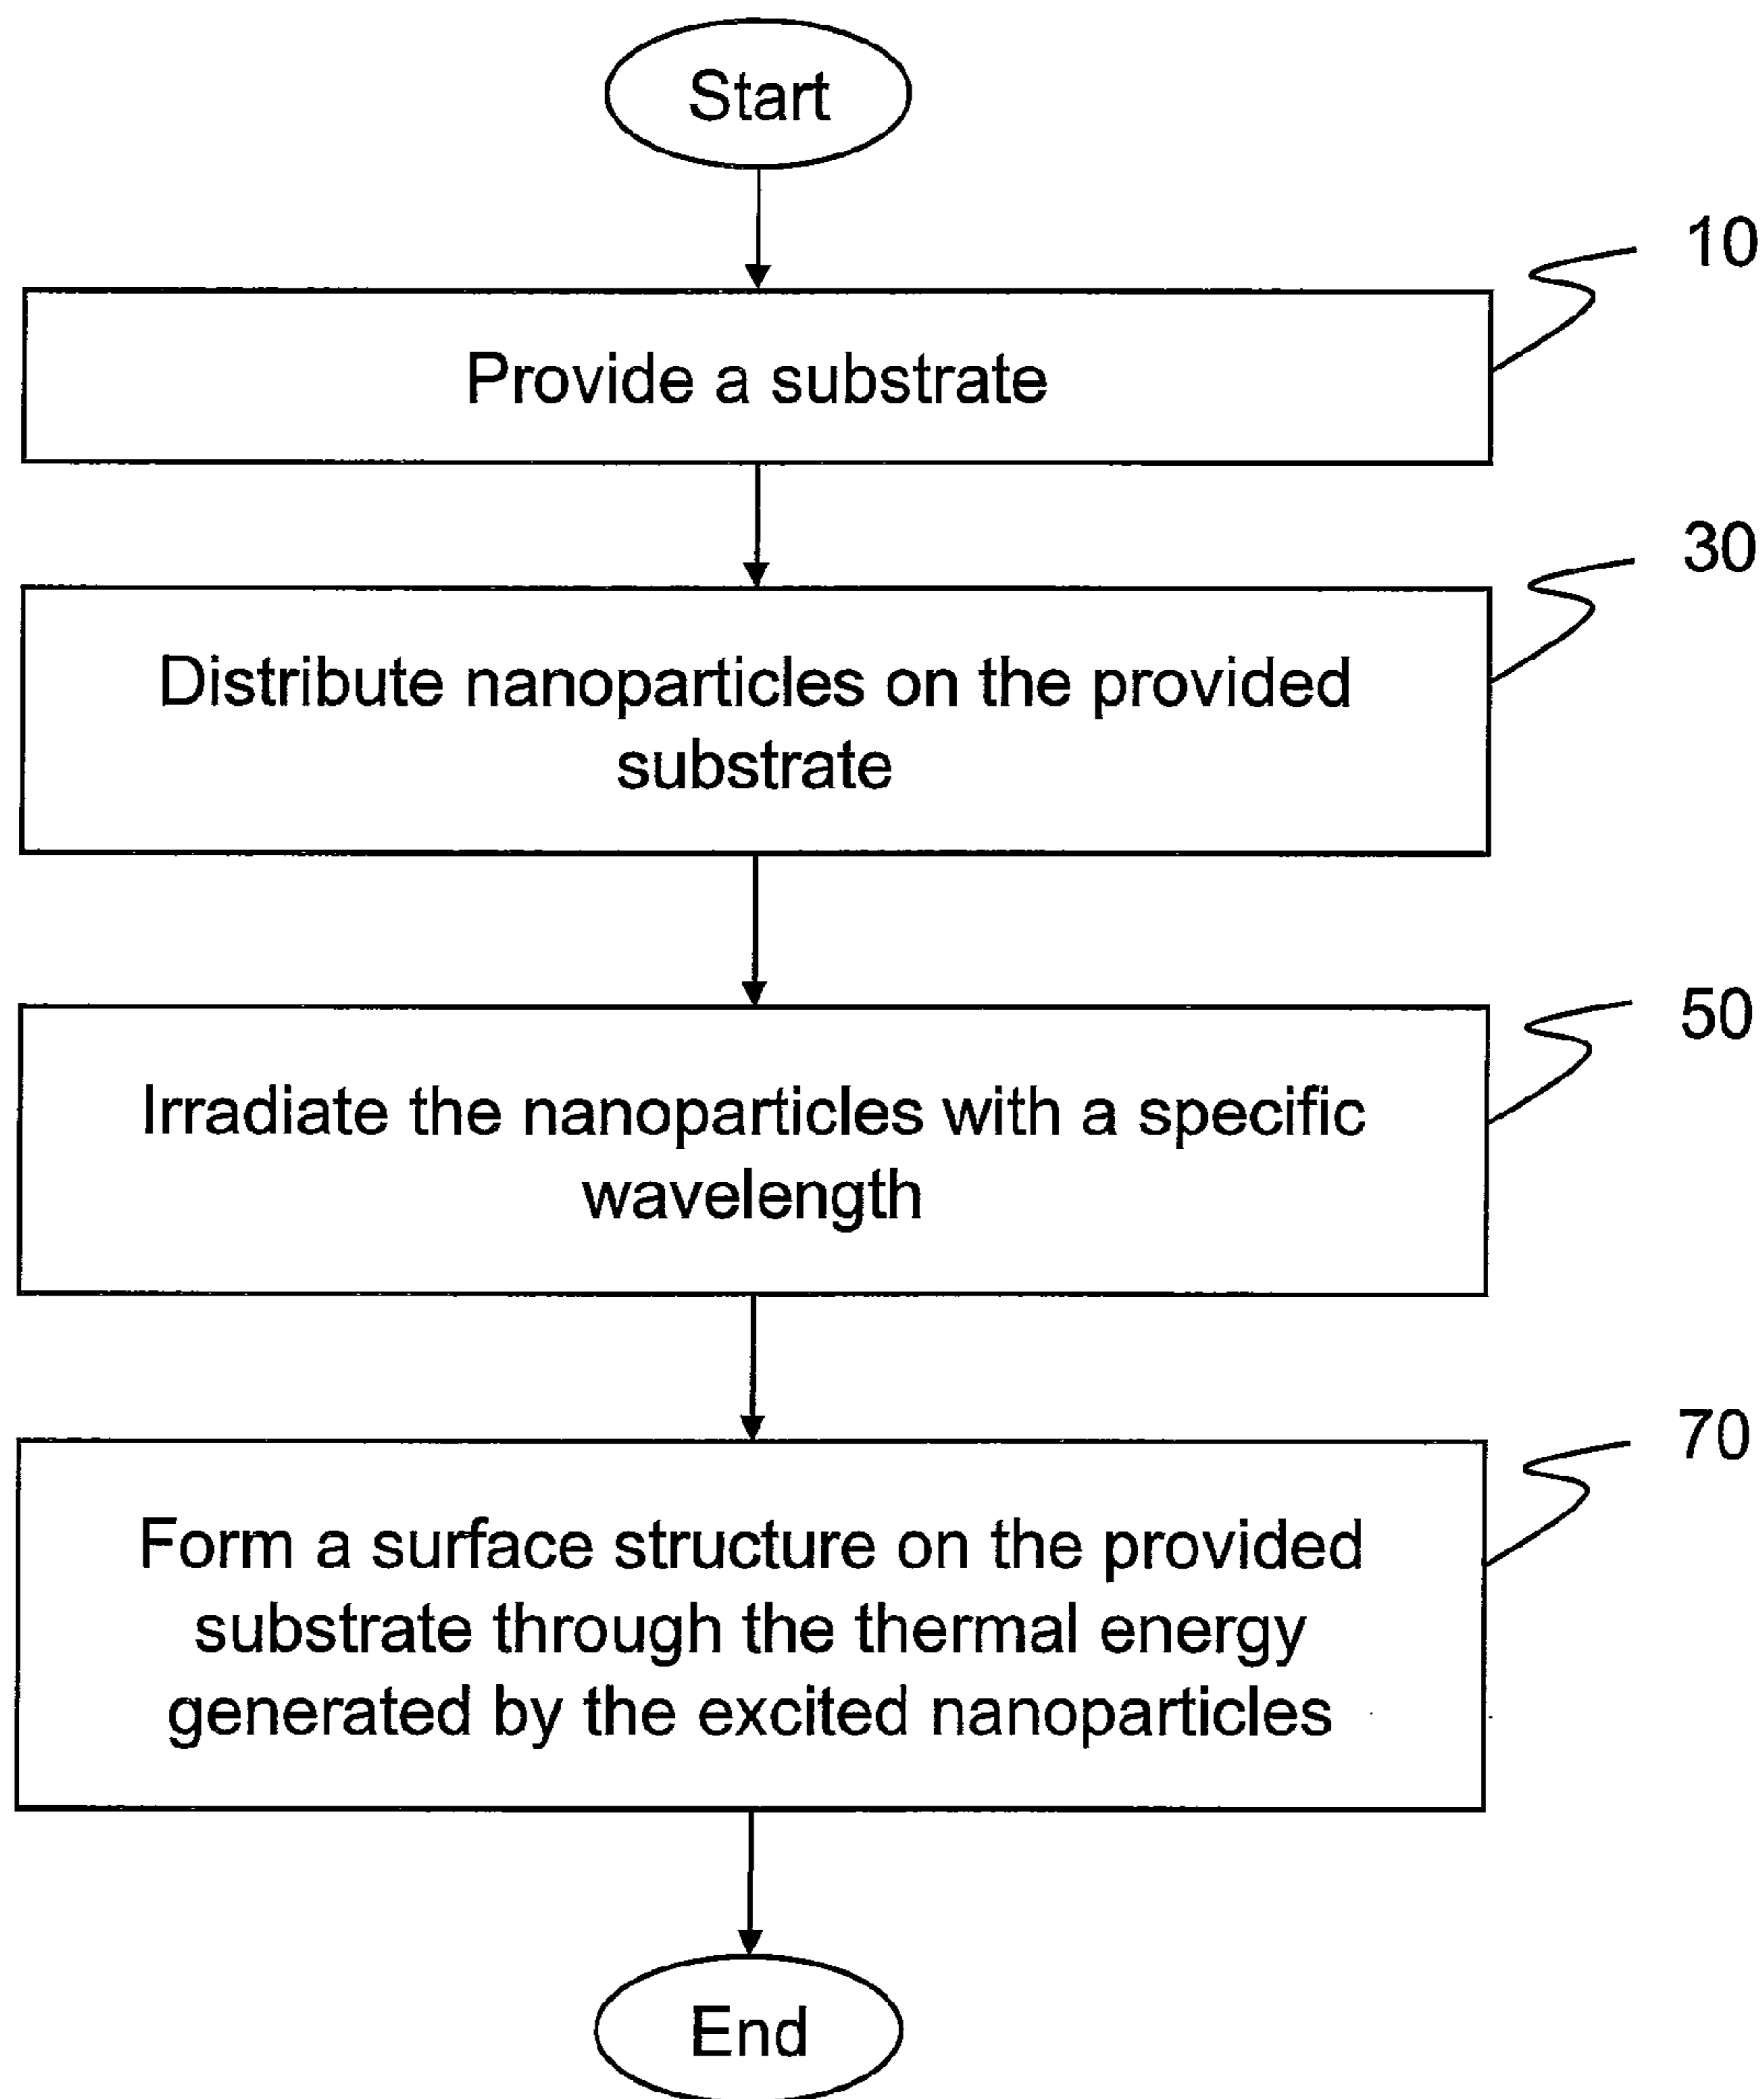 Start
10
Provide a substrate
30
Distribute nanoparticles on the provided
substrate
50
Irradiate the nanoparticles with a specific
wavelength
70
Form a surface structure on the provided
substrate through the thermal energy
generated by the excited nanoparticles
End